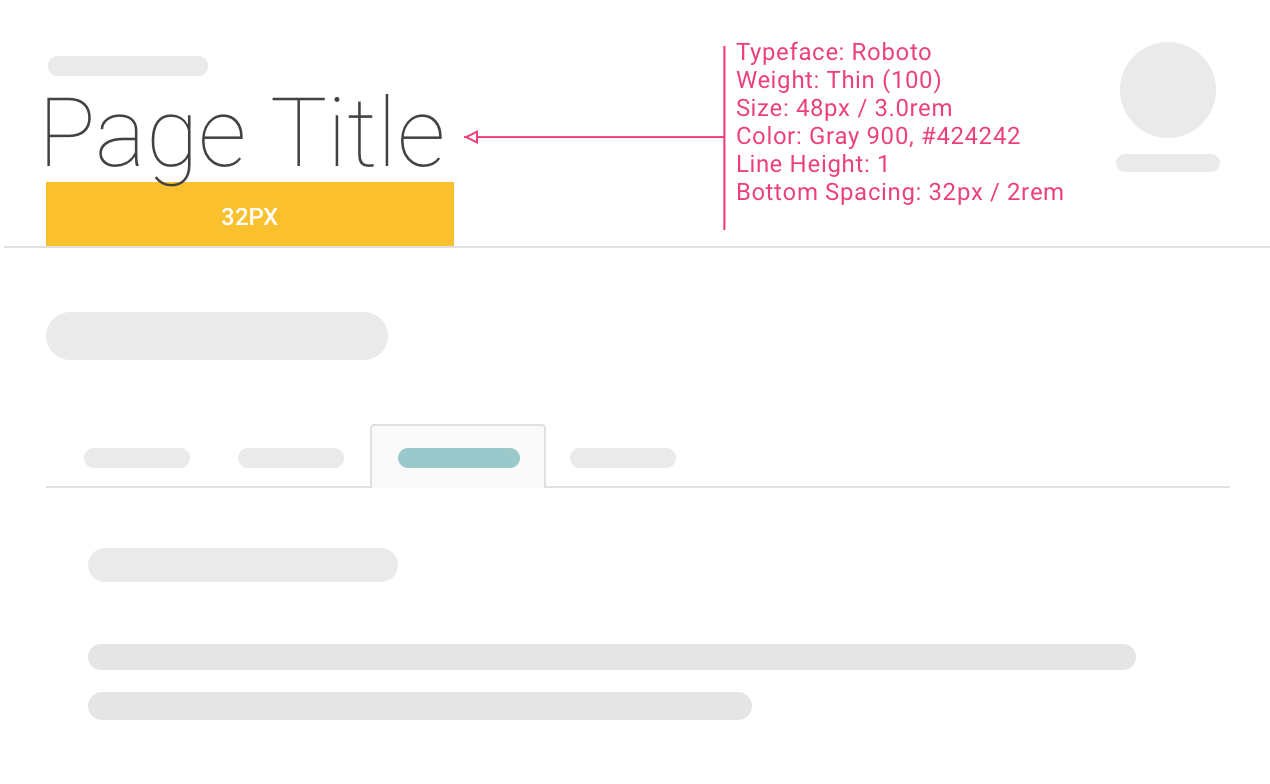 Page Title
Typeface: Roboto
Weight: Thin (100)
Size: 48px / 3.0rem
Color: Gray 900, #424242
Line Height: 1
Bottom Spacing: 32px / 2rem
32PX